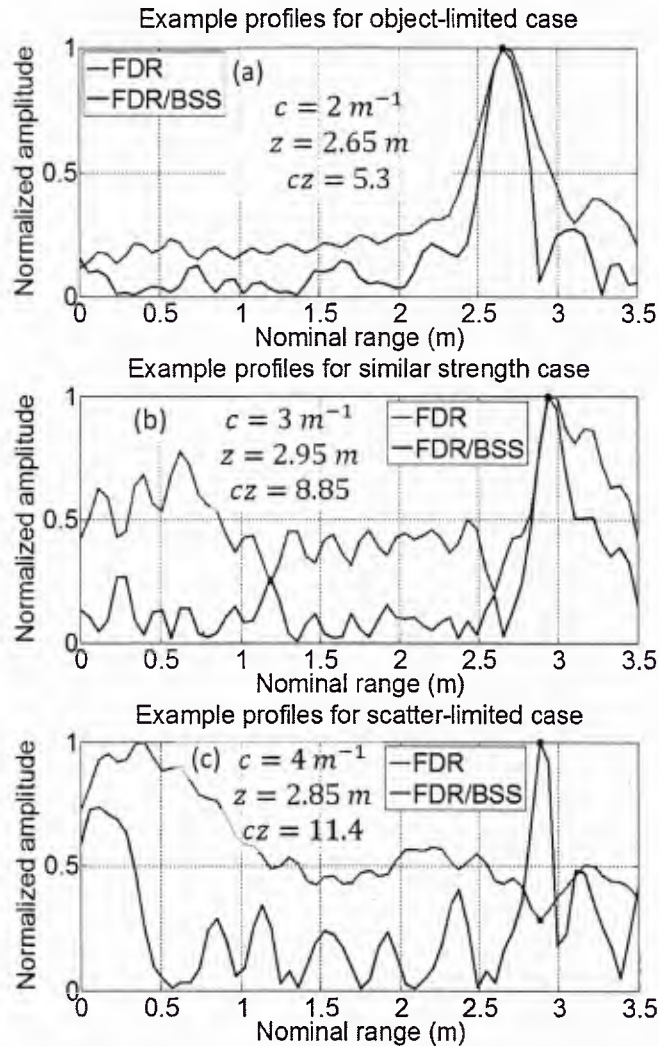 Example profiles for object-limited case
Normalized amplitude
1
0.5
0
FDR
FDR/BSS
(a)
c = 2 m⁻¹
z = 2.65 m
cz = 5.3
0 0.5 1 1.5 2 2.5 3 3.5
Nominal range (m)
Example profiles for similar strength case
Normalized amplitude
1
0.5
0
(b)
c = 3 m⁻¹
z = 2.95 m
cz = 8.85
FDR
FDR/BSS
0 0.5 1 1.5 2 2.5 3 3.5
Nominal range (m)
Example profiles for scatter-limited case
Normalized amplitude
1
0.5
0
(c)
c = 4 m⁻¹
z = 2.85 m
cz = 11.4
FDR
FDR/BSS
0 0.5 1 1.5 2 2.5 3 3.5
Nominal range (m)